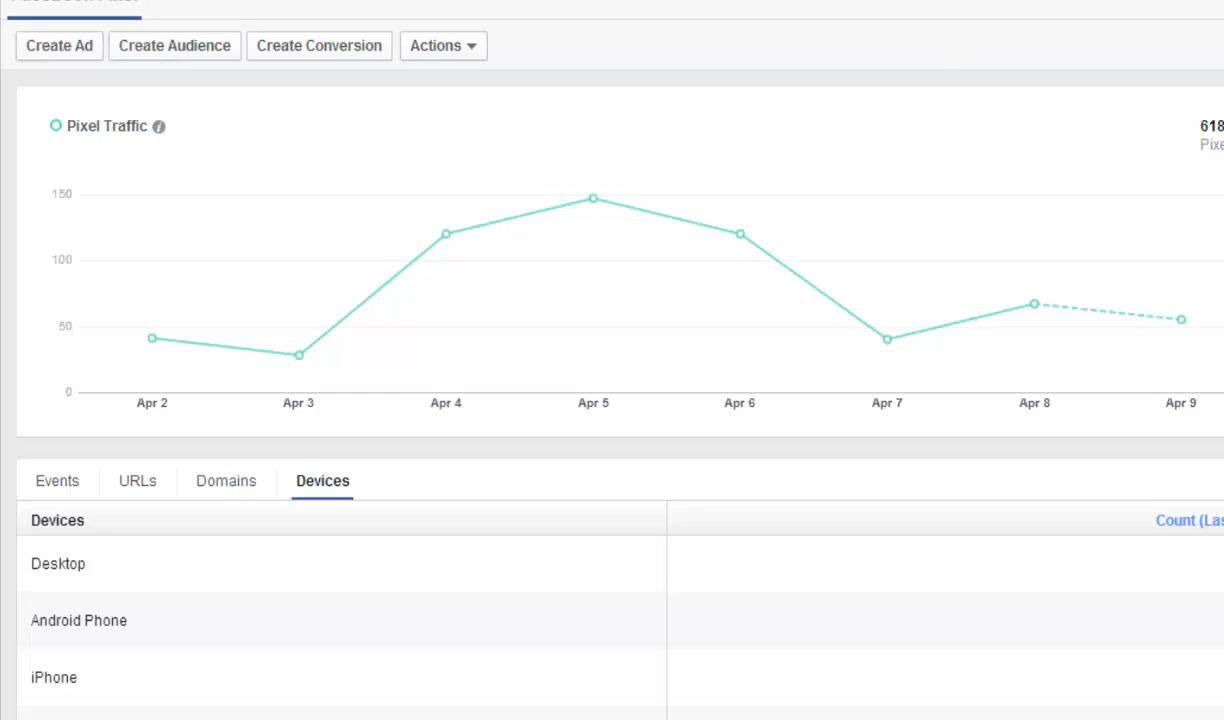 Create Ad Create Audience Create Conversion Actions
Pixel Traffic 618
150
100
50
0
Apr 2 Apr 3 Apr 4 Apr 5 Apr 6 Apr 7 Apr 8 Apr 9
Events URLs Domains Devices
Devices Count
Desktop
Android Phone
iPhone